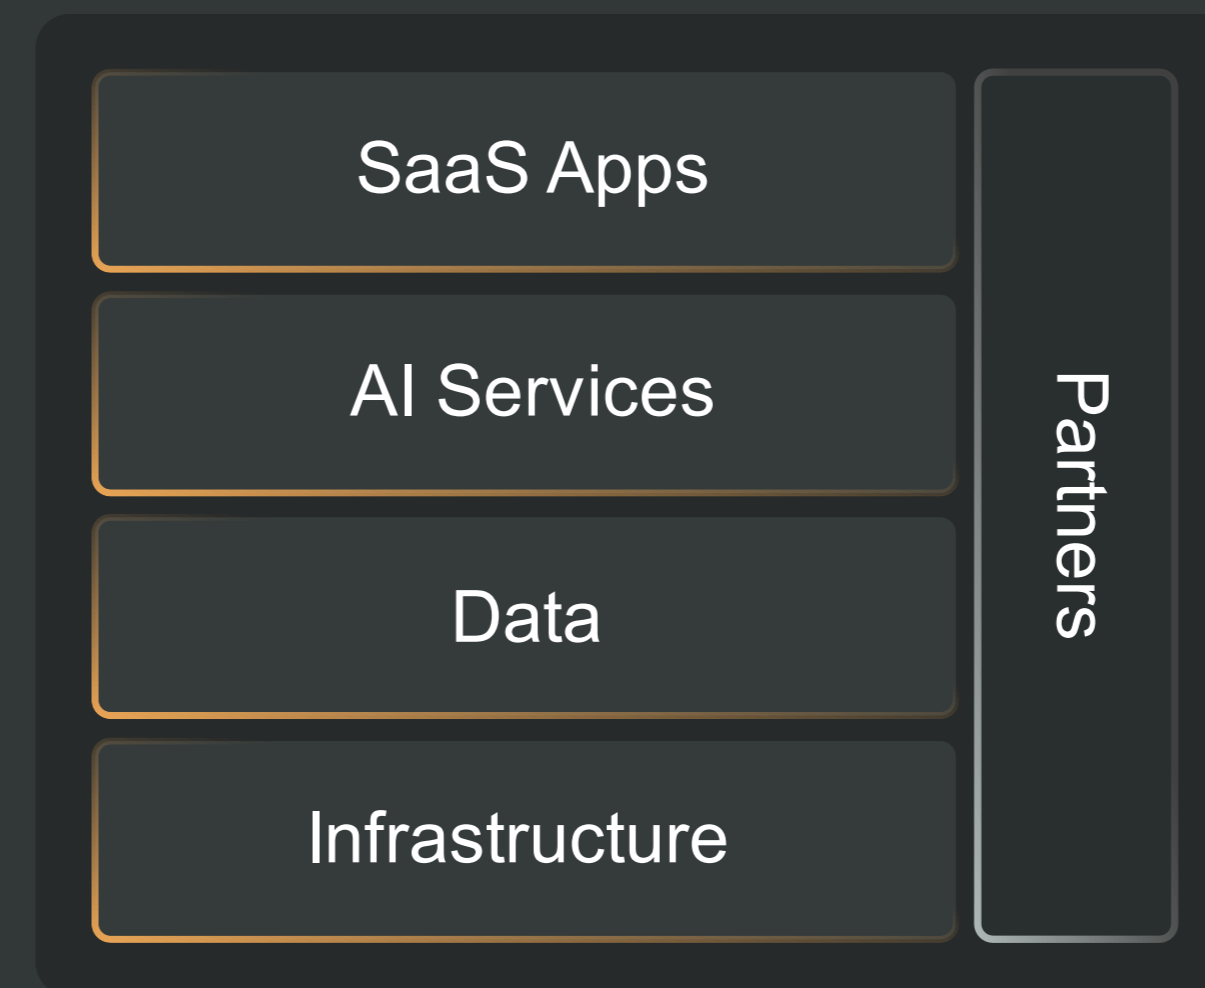 SaaS Apps
AI Services
Data
Infrastructure
Partners